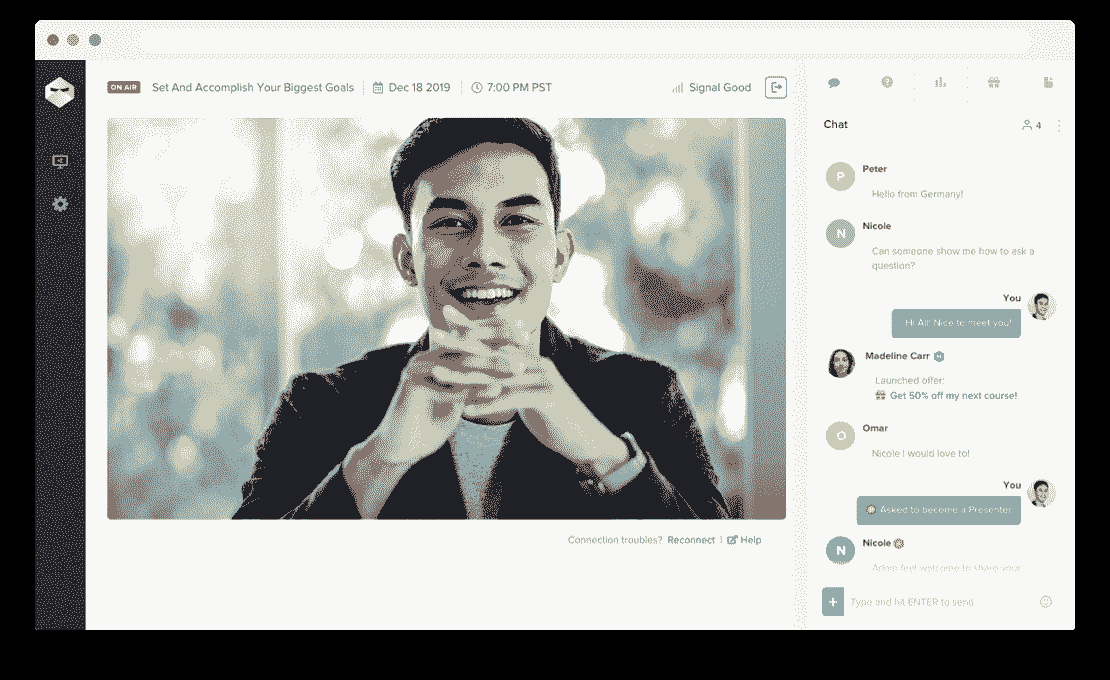 ON AIR Set And Accomplish Your Biggest Goals Dec 18 2019 7:00 PM PST Signal Good
Chat 4
P Peter
Hello from Germany!
N Nicole
Can someone show me how to ask a
question?
You
Hi All! Nice to meet you!
Madeline Carr
Launched offer:
Get 50% off my next course!
O Omar
Nicole I would love to!
You
Asked to become a Presenter
N Nicole
Adam feel welcome to share your
Connection troubles? Reconnect | Help
+ Type and hit ENTER to send